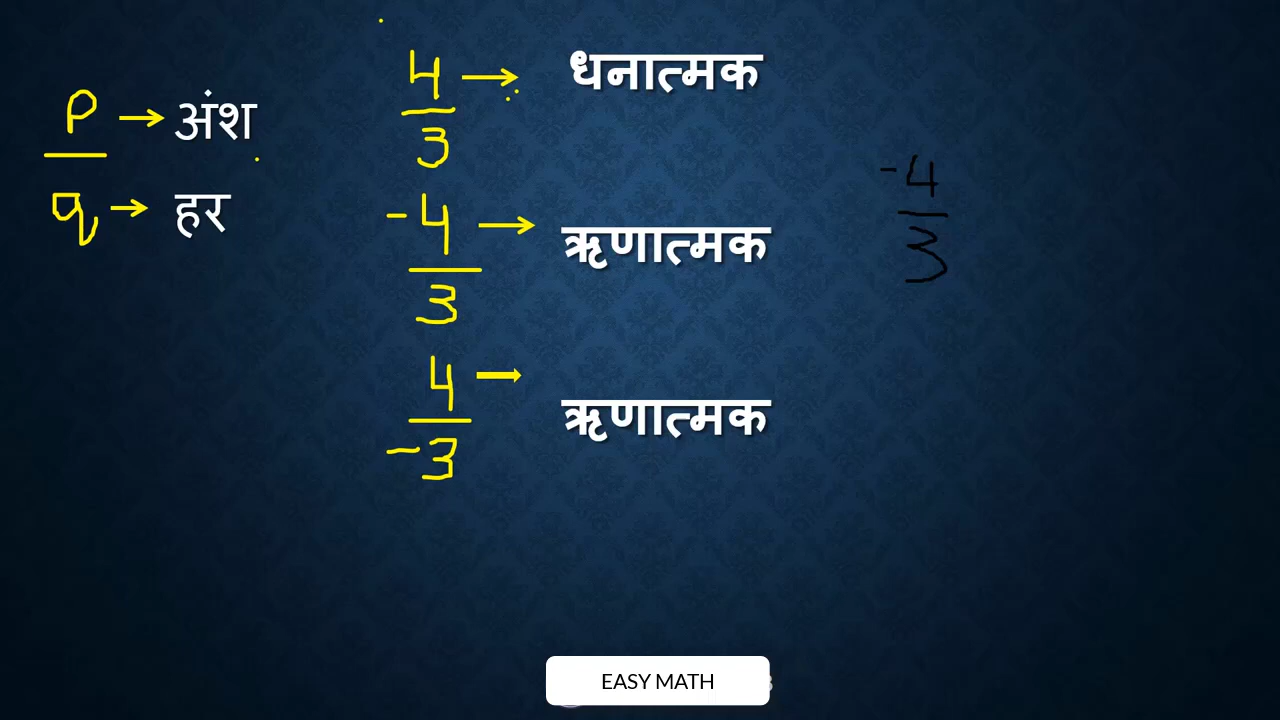 p → अंश
q → हर
4/3 → धनात्मक
-4/3 → ऋणात्मक
4/-3 → ऋणात्मक
-4/3
EASY MATH